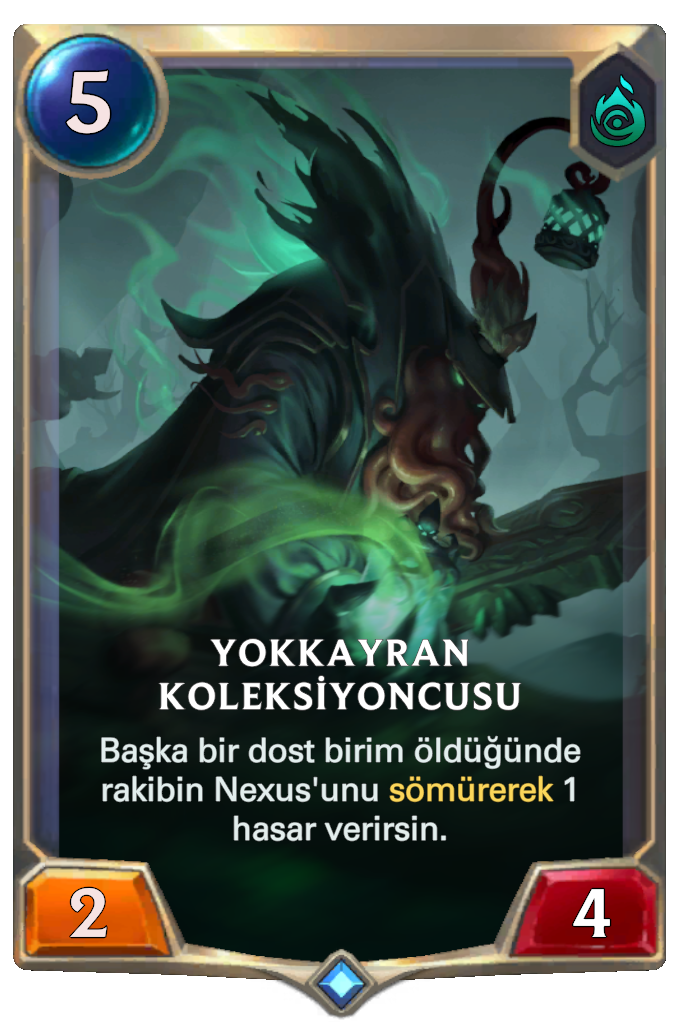 5
YOKKAYRAN
KOLEKSİYONCUSU
Başka bir dost birim öldüğünde
rakibin Nexus'unu sömürerek 1
hasar verirsin.
2
4